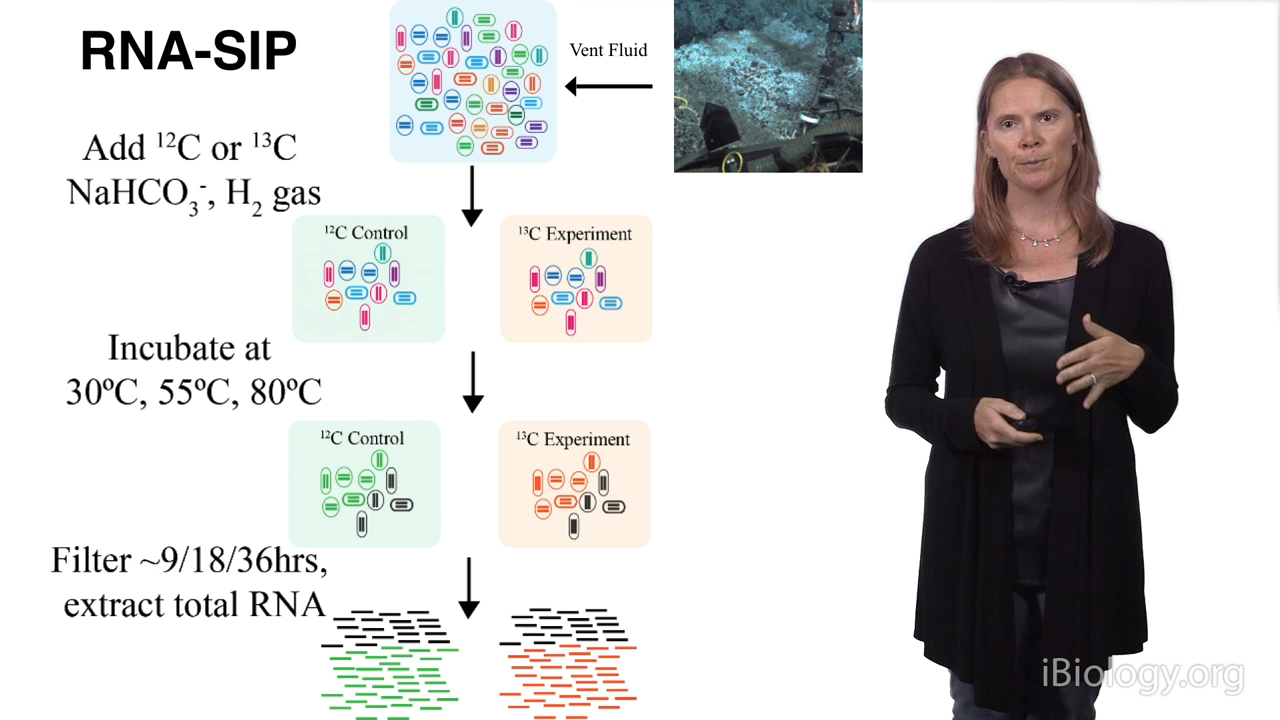 RNA-SIP
Vent Fluid
Add ¹²C or ¹³C
NaHCO₃⁻, H₂ gas
¹²C Control
¹³C Experiment
Incubate at
30ºC, 55ºC, 80ºC
¹²C Control
¹³C Experiment
Filter ~9/18/36hrs,
extract total RNA
iBiology.org